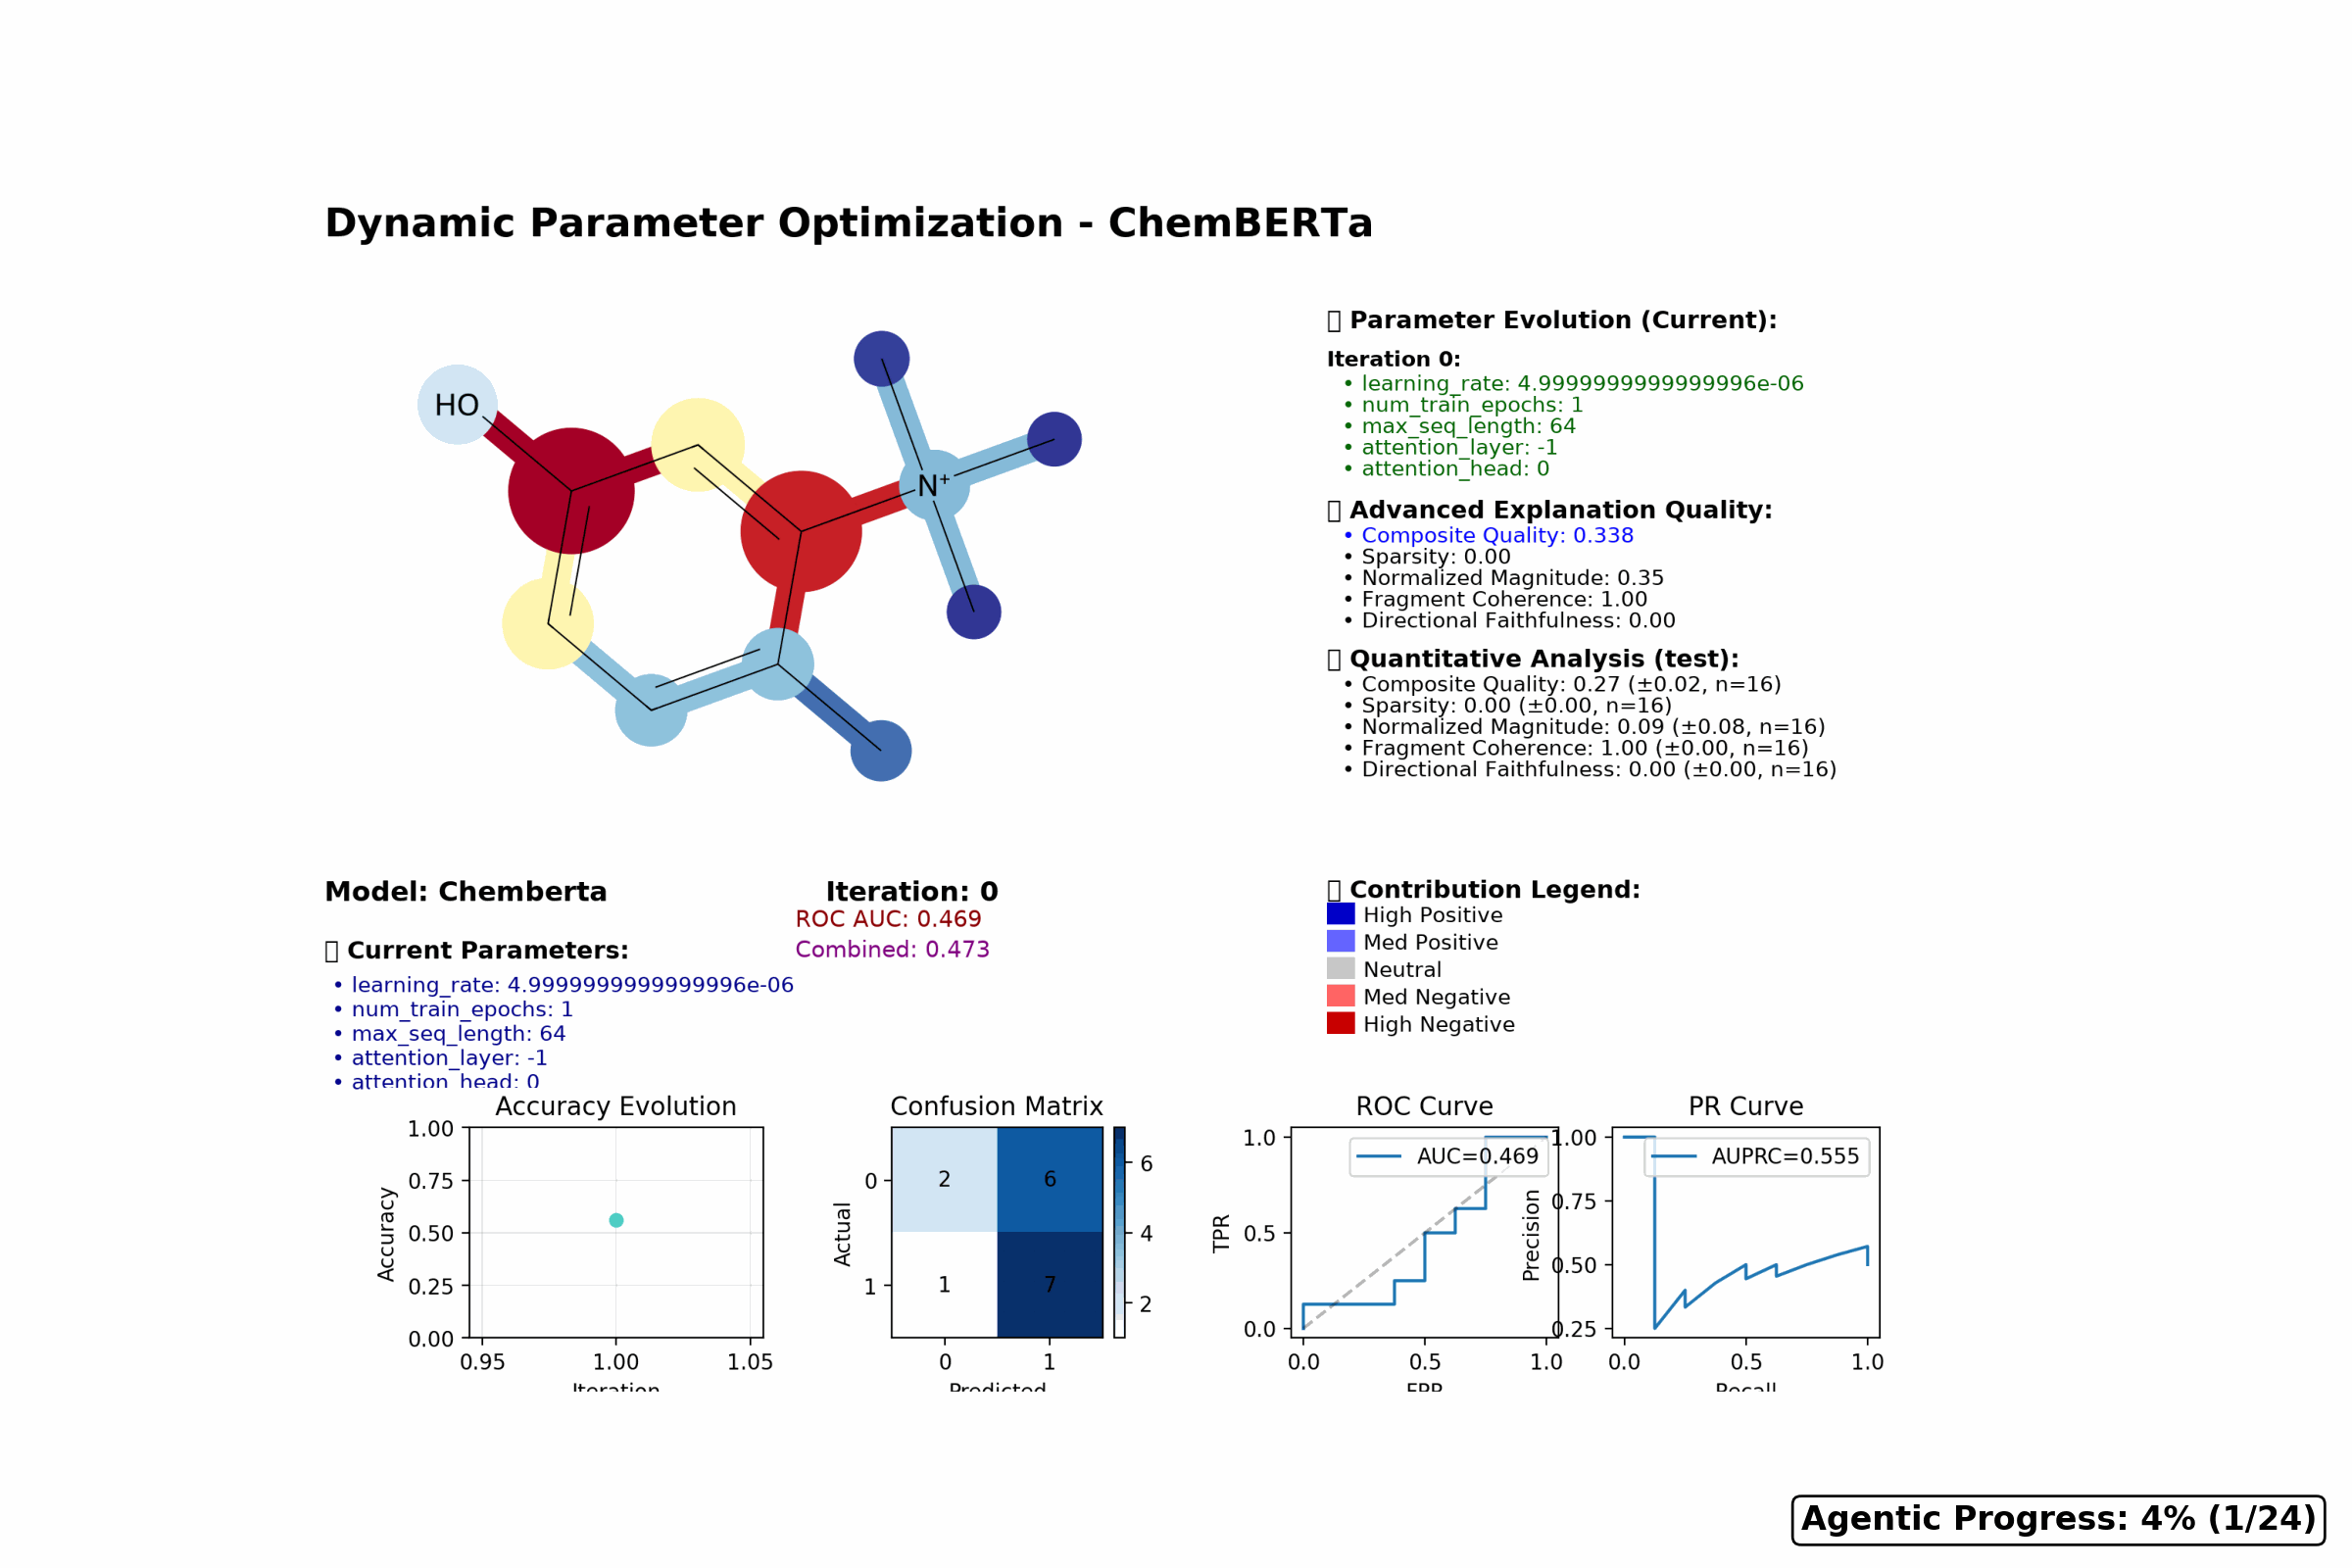 Dynamic Parameter Optimization - ChemBERTa
HO
N+
Parameter Evolution (Current):
Iteration 0:
• learning_rate: 4.9999999999999996e-06
• num_train_epochs: 1
• max_seq_length: 64
• attention_layer: -1
• attention_head: 0
Advanced Explanation Quality:
• Composite Quality: 0.338
• Sparsity: 0.00
• Normalized Magnitude: 0.35
• Fragment Coherence: 1.00
• Directional Faithfulness: 0.00
Quantitative Analysis (test):
• Composite Quality: 0.27 (±0.02, n=16)
• Sparsity: 0.00 (±0.00, n=16)
• Normalized Magnitude: 0.09 (±0.08, n=16)
• Fragment Coherence: 1.00 (±0.00, n=16)
• Directional Faithfulness: 0.00 (±0.00, n=16)
Model: Chemberta
Iteration: 0
ROC AUC: 0.469
Combined: 0.473
Current Parameters:
• learning_rate: 4.9999999999999996e-06
• num_train_epochs: 1
• max_seq_length: 64
• attention_layer: -1
• attention_head: 0
Contribution Legend:
High Positive
Med Positive
Neutral
Med Negative
High Negative
Accuracy Evolution
1.00
0.75
0.50
0.25
0.00
Accuracy
0.95 1.00 1.05
Iteration
Confusion Matrix
Actual
0
1
2 6
1 7
0 1
Predicted
6
4
2
ROC Curve
TPR
1.0
0.5
0.0
AUC=0.469
0.0 0.5 1.0
FPR
PR Curve
Precision
1.00
0.75
0.50
0.25
AUPRC=0.555
0.0 0.5 1.0
Recall
Agentic Progress: 4% (1/24)